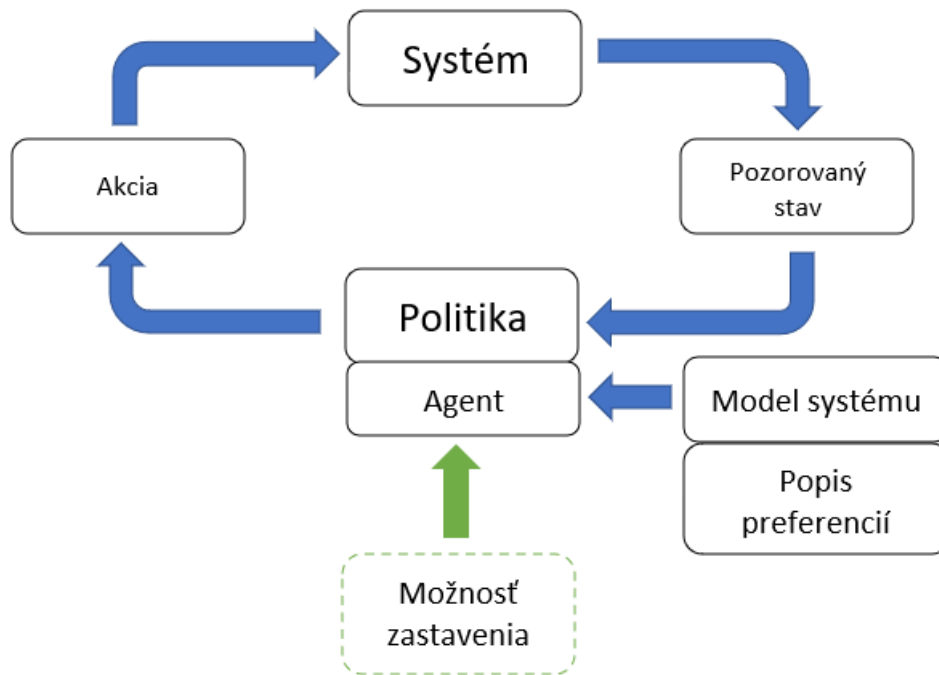 Systém
Akcia
Pozorovaný
stav
Politika
Agent
Model systému
Popis
preferencií
Možnosť
zastavenia